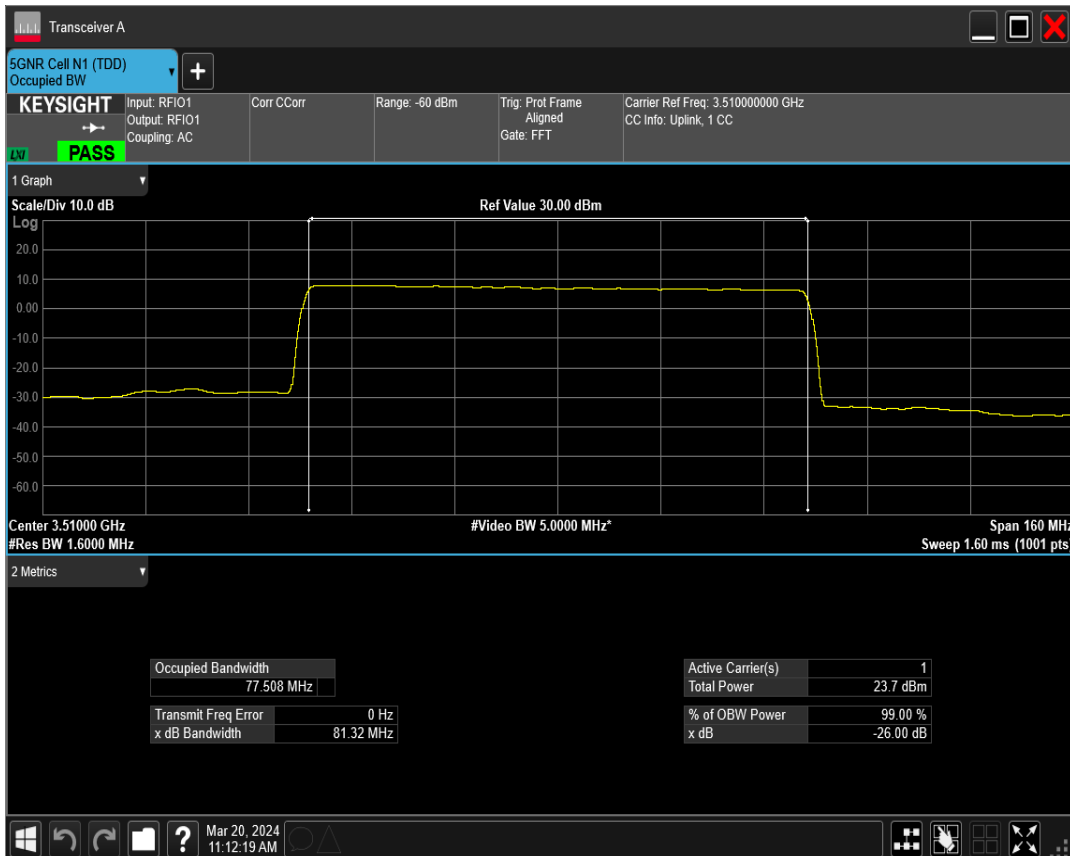 Transceiver A
5GNR Cell N1 (TDD)
Occupied BW
+
KEYSIGHT
LXI
PASS
Input: RFIO1
Output: RFIO1
Coupling: AC
Corr CCorr
Range: -60 dBm
Trig: Prot Frame
Aligned
Gate: FFT
Carrier Ref Freq: 3.510000000 GHz
CC Info: Uplink, 1 CC
1 Graph
Scale/Div 10.0 dB
Ref Value 30.00 dBm
Log
20.0
10.0
0.00
-10.0
-20.0
-30.0
-40.0
-50.0
-60.0
Center 3.51000 GHz
#Video BW 5.0000 MHz*
Span 160 MHz
#Res BW 1.6000 MHz
Sweep 1.60 ms (1001 pts)
2 Metrics
Occupied Bandwidth
77.508 MHz
Transmit Freq Error 0 Hz
x dB Bandwidth 81.32 MHz
Active Carrier(s) 1
Total Power 23.7 dBm
% of OBW Power 99.00 %
x dB -26.00 dB
?
Mar 20, 2024
11:12:19 AM